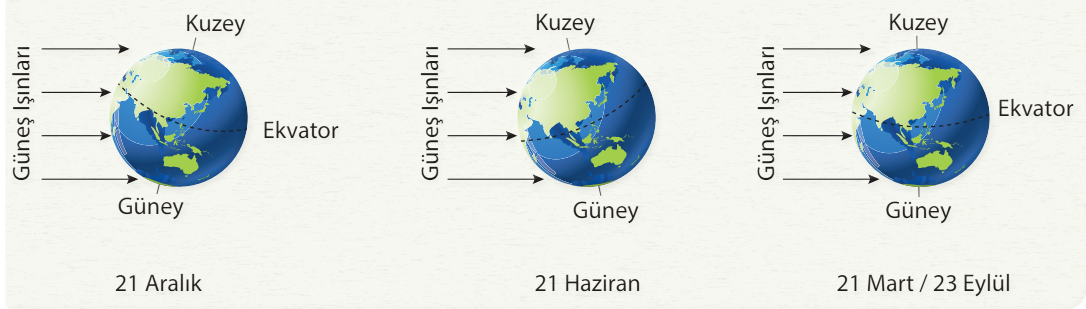 Kuzey
Güneş Işınları
Ekvator
Güney
21 Aralık
Kuzey
Güneş Işınları
Güney
21 Haziran
Kuzey
Güneş Işınları
Ekvator
Güney
21 Mart / 23 Eylül